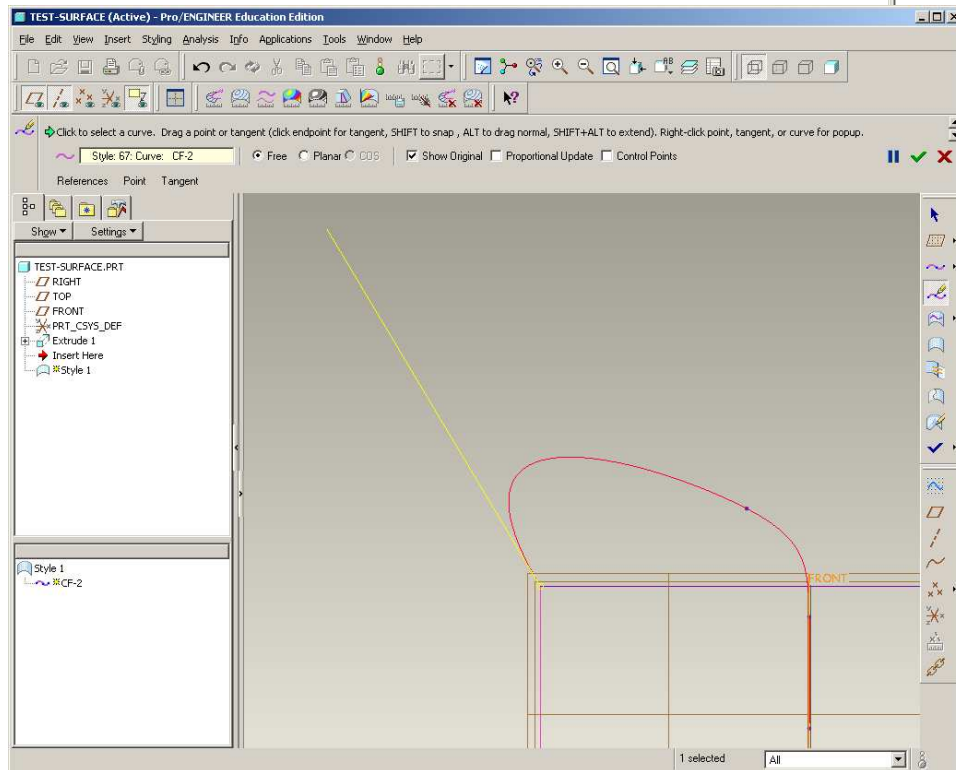 TEST-SURFACE (Active) - Pro/ENGINEER Education Edition
File Edit View Insert Styling Analysis Info Applications Tools Window Help
Click to select a curve. Drag a point or tangent (click endpoint for tangent, SHIFT to snap , ALT to drag normal, SHIFT+ALT to extend). Right-click point, tangent, or curve for popup.
Style: 67: Curve: CF-2 Free Planar COS Show Original Proportional Update Control Points
References Point Tangent
Show Settings
TEST-SURFACE.PRT
RIGHT
TOP
FRONT
PRT_CSYS_DEF
Extrude 1
Insert Here
Style 1
Style 1
CF-2
FRONT
1 selected All